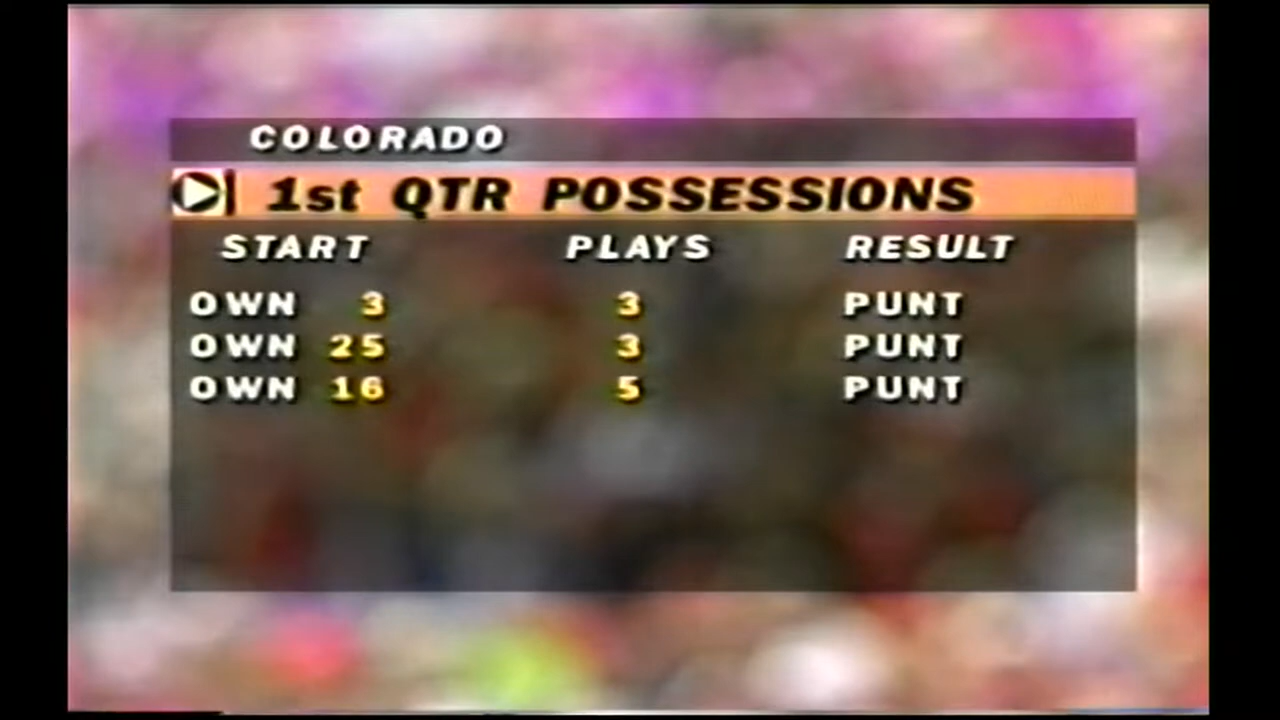 COLORADO
1st QTR POSSESSIONS
START PLAYS RESULT
OWN 3 3 PUNT
OWN 25 3 PUNT
OWN 16 5 PUNT